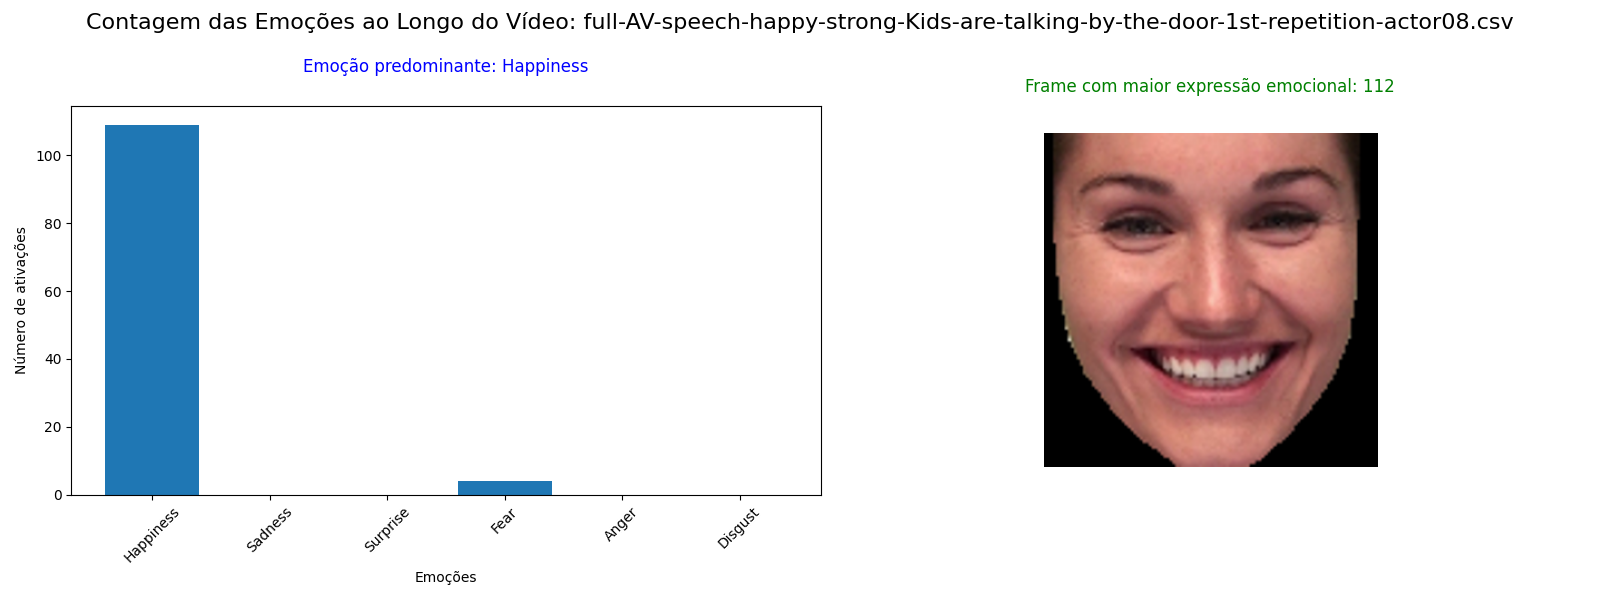 Contagem das Emoções ao Longo do Vídeo: full-AV-speech-happy-strong-Kids-are-talking-by-the-door-1st-repetition-actor08.csv
Emoção predominante: Happiness
Número de ativações
100
80
60
40
20
0
Happiness
Sadness
Surprise
Fear
Anger
Disgust
Emoções
Frame com maior expressão emocional: 112